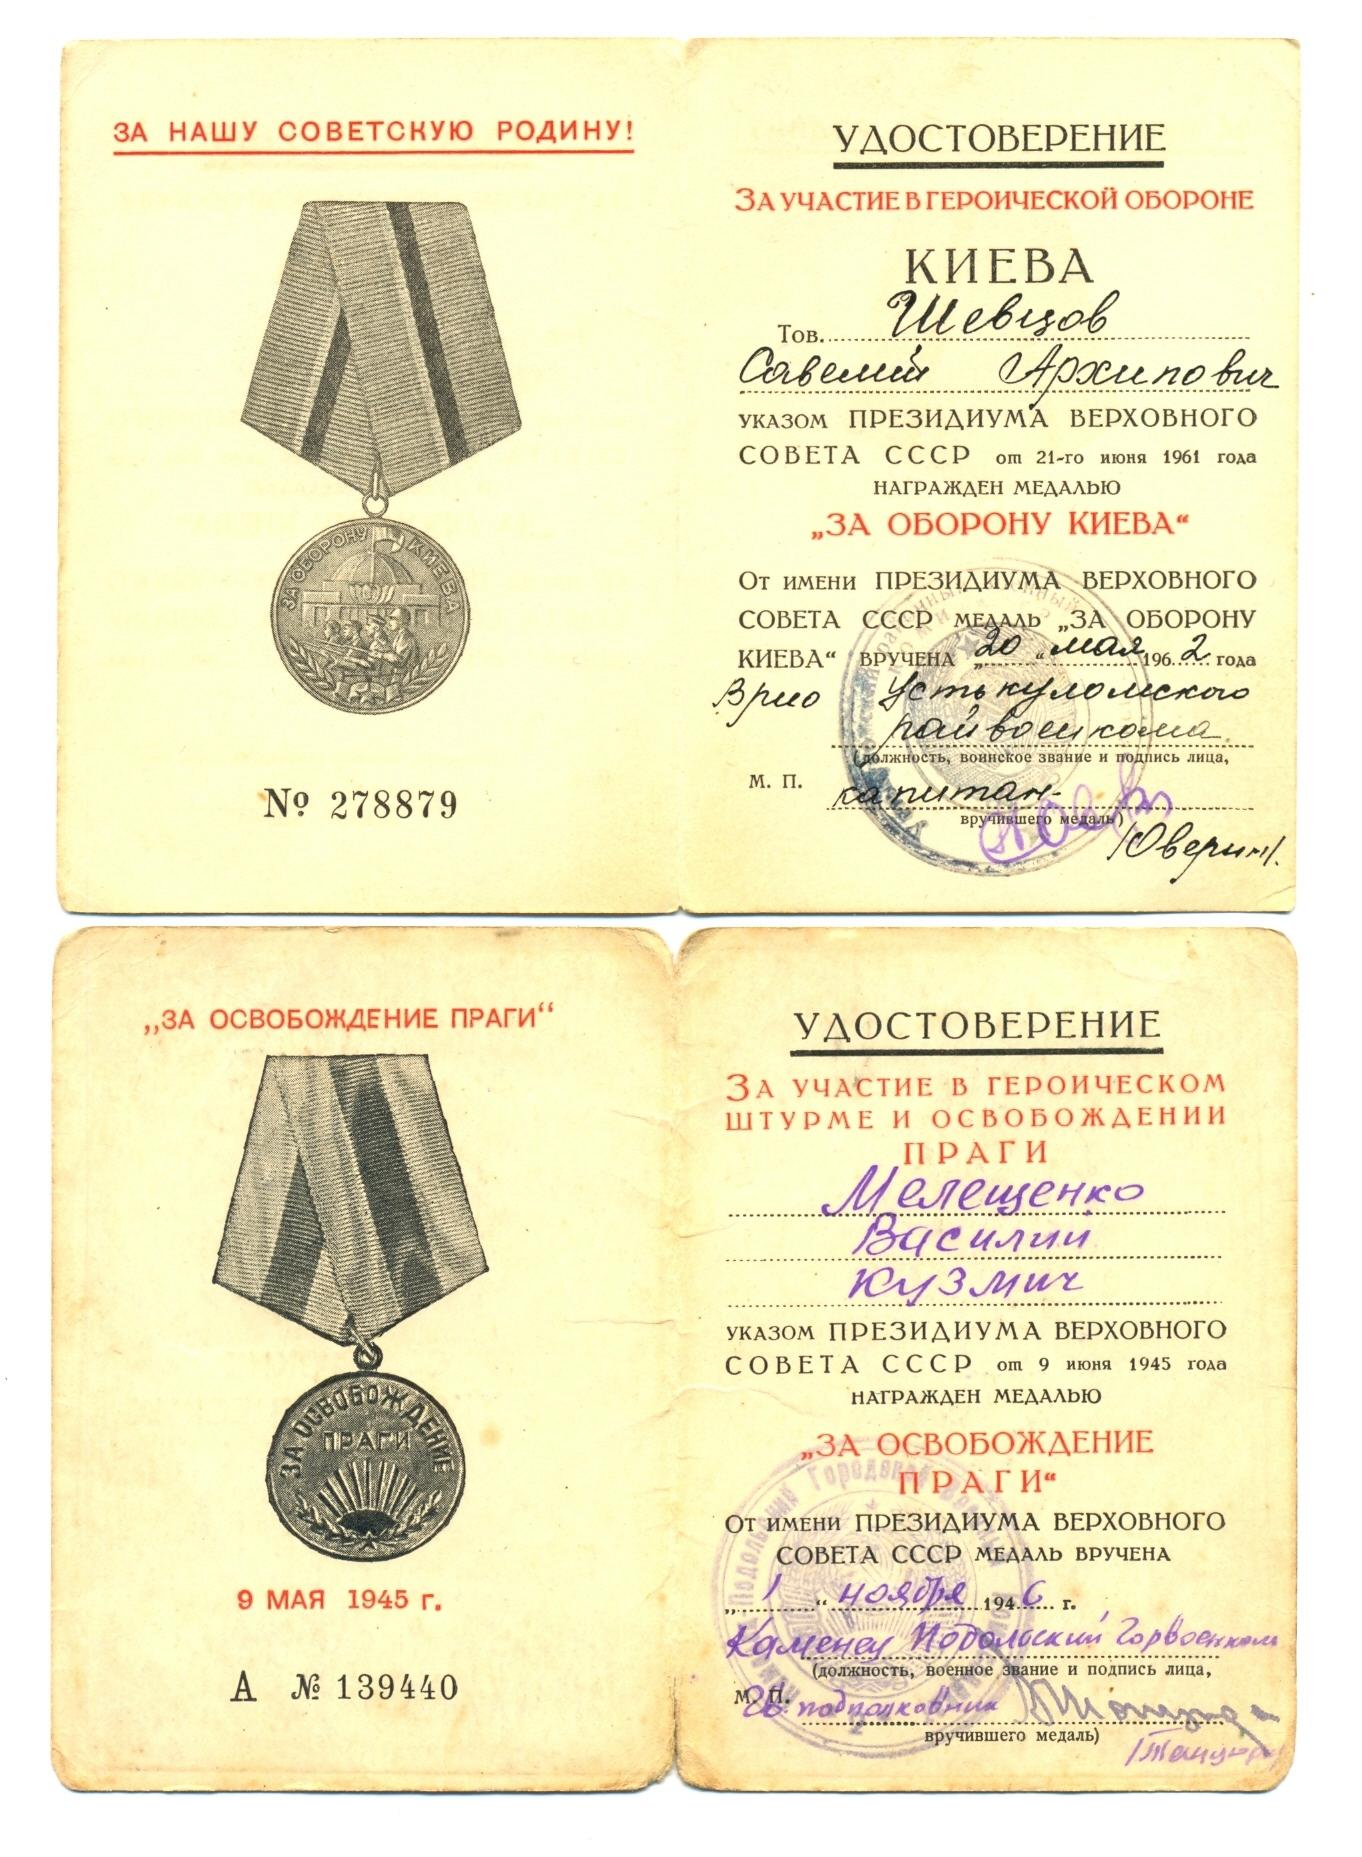 ЗА НАШУ СОВЕТСКУЮ РОДИНУ!
ЗА ОБОРОНУ КИЕВА
№ 278879
УДОСТОВЕРЕНИЕ
ЗА УЧАСТИЕ В ГЕРОИЧЕСКОЙ ОБОРОНЕ
КИЕВА
Тов. Шевцов
Савелий Архипович
УКАЗОМ ПРЕЗИДИУМА ВЕРХОВНОГО
СОВЕТА СССР от 21-го июня 1961 года
НАГРАЖДЕН МЕДАЛЬЮ
„ЗА ОБОРОНУ КИЕВА“
ОТ ИМЕНИ ПРЕЗИДИУМА ВЕРХОВНОГО
СОВЕТА СССР МЕДАЛЬ „ЗА ОБОРОНУ
КИЕВА“ ВРУЧЕНА „20“ мая 1962 года
Врио Устькуломского
райвоенкома
(должность, воинское звание и подпись лица,
М. П. капитан
вручившего медаль)
/Юверин/.
„ЗА ОСВОБОЖДЕНИЕ ПРАГИ“
ЗА ОСВОБОЖДЕНИЕ
ПРАГИ
9 МАЯ 1945 г.
А № 139440
УДОСТОВЕРЕНИЕ
ЗА УЧАСТИЕ В ГЕРОИЧЕСКОМ
ШТУРМЕ И ОСВОБОЖДЕНИИ
ПРАГИ
Мелещенко
Василий
Кузмич
УКАЗОМ ПРЕЗИДИУМА ВЕРХОВНОГО
СОВЕТА СССР от 9 июня 1945 года
НАГРАЖДЕН МЕДАЛЬЮ
„ЗА ОСВОБОЖДЕНИЕ
ПРАГИ“
ОТ ИМЕНИ ПРЕЗИДИУМА ВЕРХОВНОГО
СОВЕТА СССР МЕДАЛЬ ВРУЧЕНА
„1“ ноября 1946 г.
Каменец Подольский Горвоенком
(должность, военное звание и подпись лица,
М. П. Гв. подполковник
вручившего медаль)